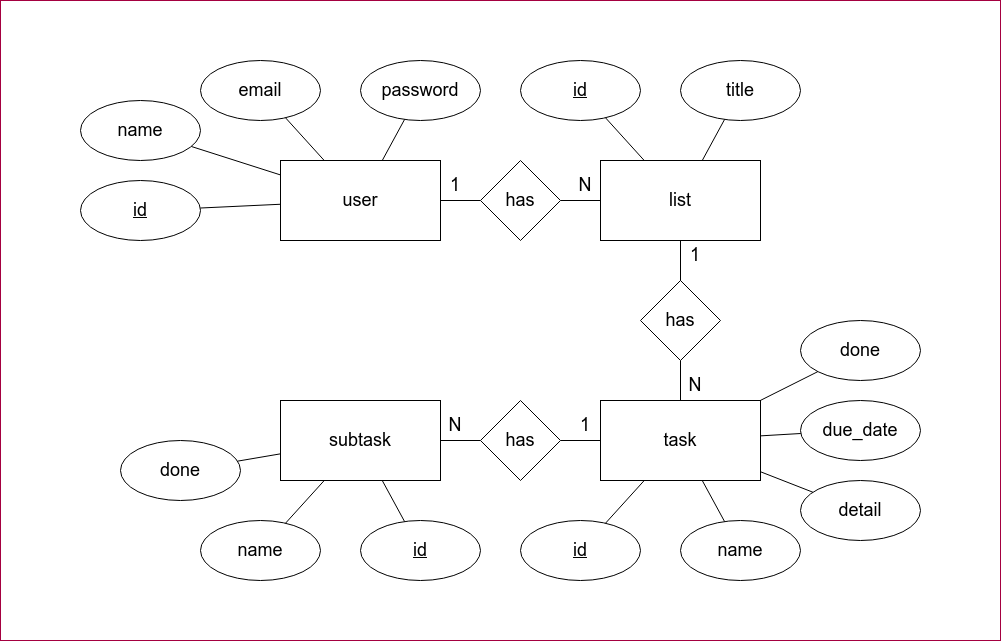 email
password
id
title
name
id
user
1
has
N
list
1
has
N
done
due_date
detail
subtask
N
has
1
task
done
name
id
id
name